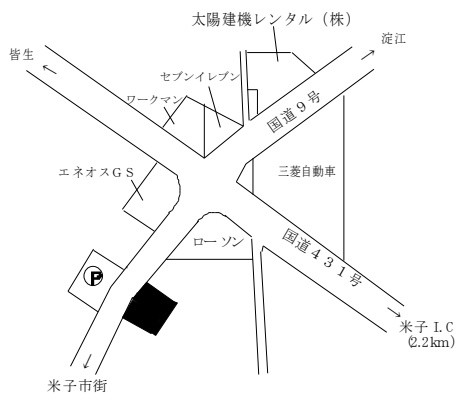 太陽建機レンタル（株）
淀江
皆生
セブンイレブン
ワークマン
国道９号
エネオスＧＳ
三菱自動車
ローソン
国道４３１号
P
米子 I.C
(2.2km)
米子市街